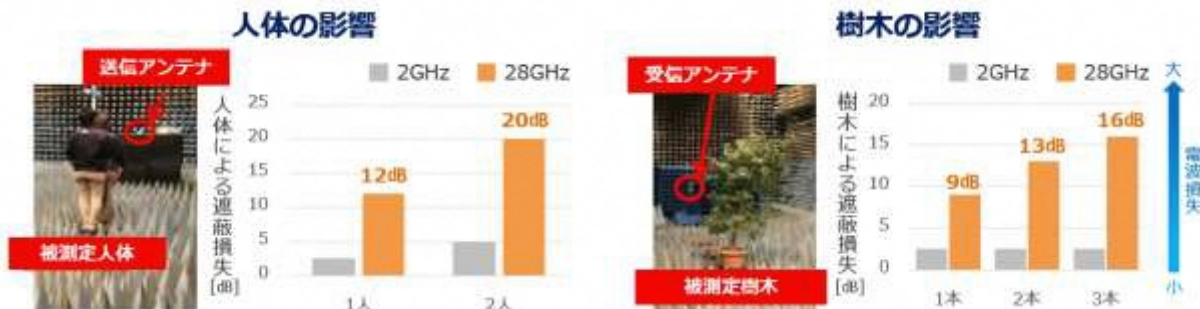 人体の影響
送信アンテナ
被測定人体
2GHz 28GHz
人体による遮蔽損失
[dB]
25
20
15
10
5
0
12dB
20dB
1人
2人
樹木の影響
受信アンテナ
被測定樹木
2GHz 28GHz
樹木による遮蔽損失
[dB]
20
15
10
5
0
9dB
13dB
16dB
1本
2本
3本
大
電波損失
小